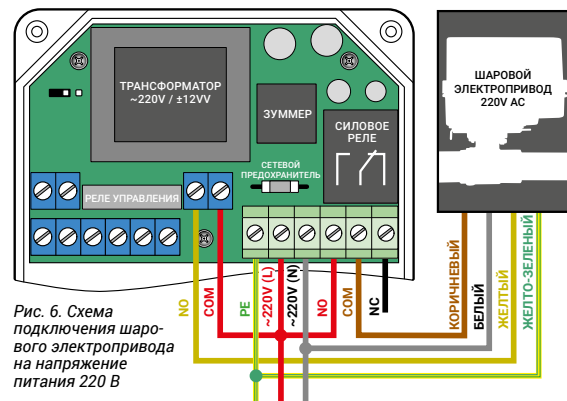 ТРАНСФОРМАТОР
~220V / ±12VV
ЗУММЕР
СИЛОВОЕ
РЕЛЕ
СЕТЕВОЙ
ПРЕДОХРАНИТЕЛЬ
РЕЛЕ УПРАВЛЕНИЯ
ШАРОВОЙ
ЭЛЕКТРОПРИВОД
220V AC
NO
COM
PE
~220V (L)
~220V (N)
NO
COM
NC
КОРИЧНЕВЫЙ
БЕЛЫЙ
ЖЕЛТЫЙ
ЖЕЛТО-ЗЕЛЕНЫЙ
Рис. 6. Схема
подключения шаро-
вого электропривода
на напряжение
питания 220 В